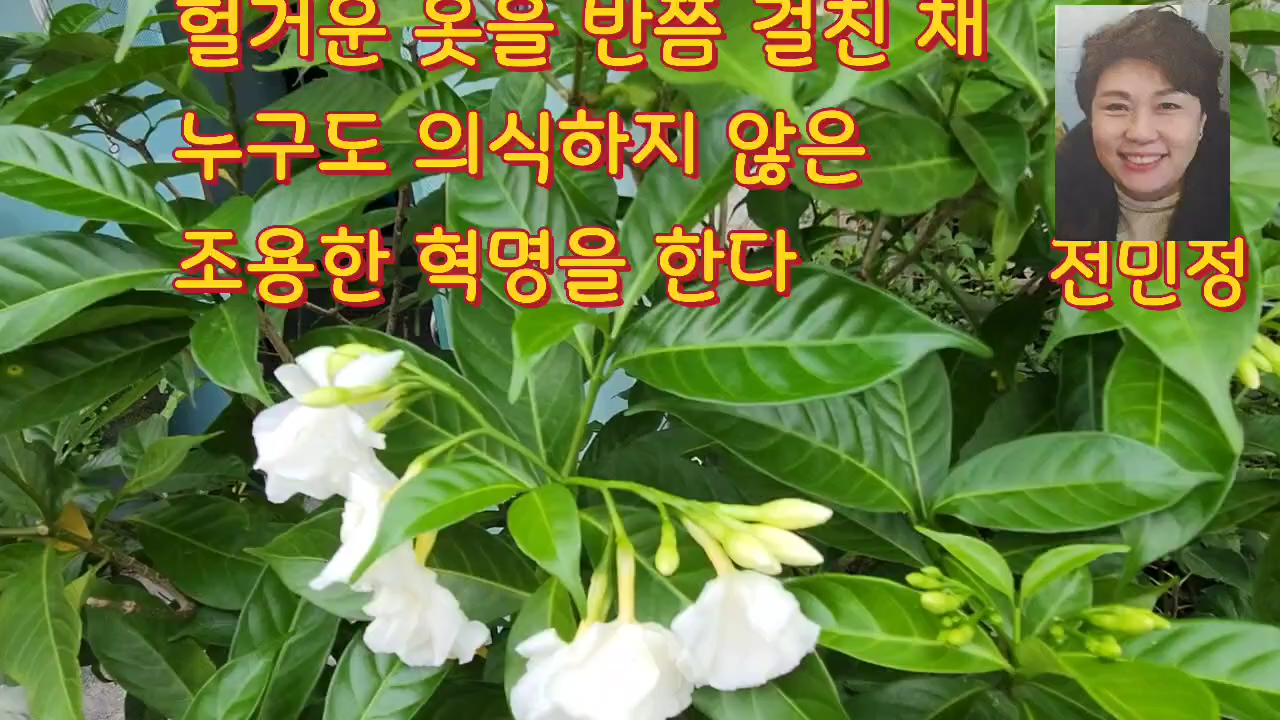 헐거운 옷을 반쯤 걸친 채
누구도 의식하지 않은
조용한 혁명을 한다
전민정